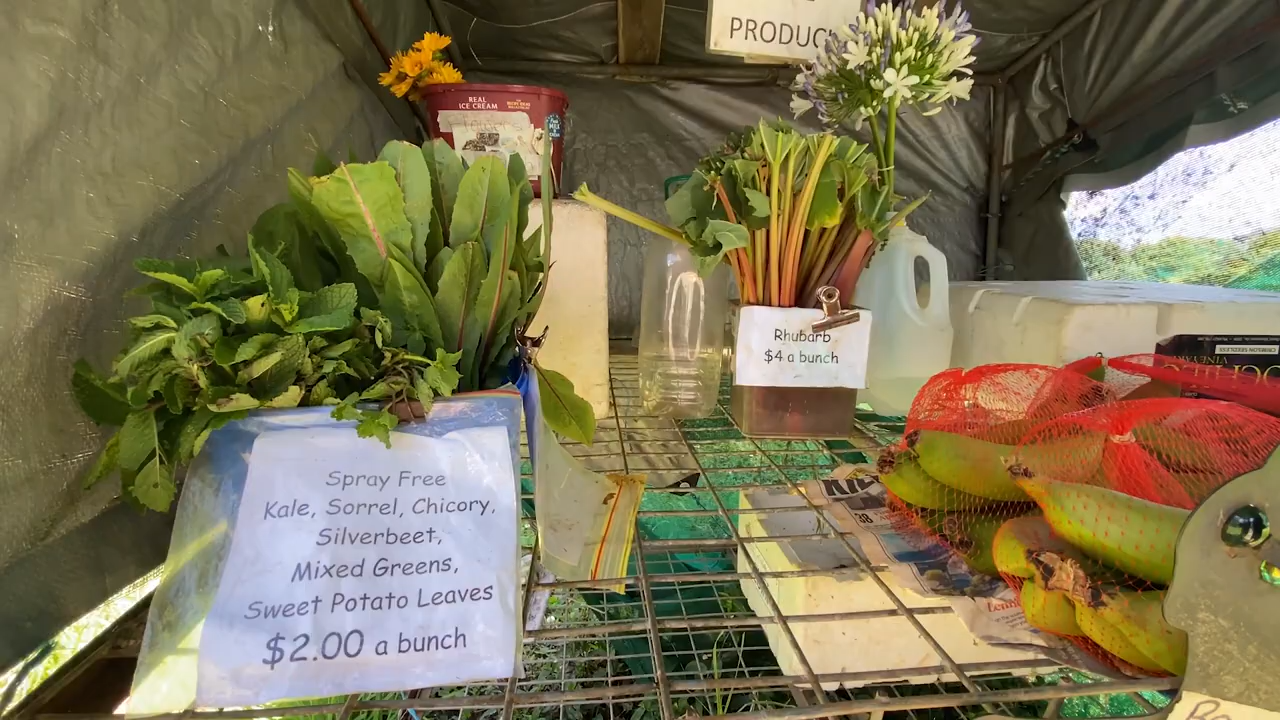 PRODUC
REAL
ICE CREAM
Rhubarb
$4 a bunch
Spray Free
Kale, Sorrel, Chicory,
Silverbeet,
Mixed Greens,
Sweet Potato Leaves
$2.00 a bunch
38